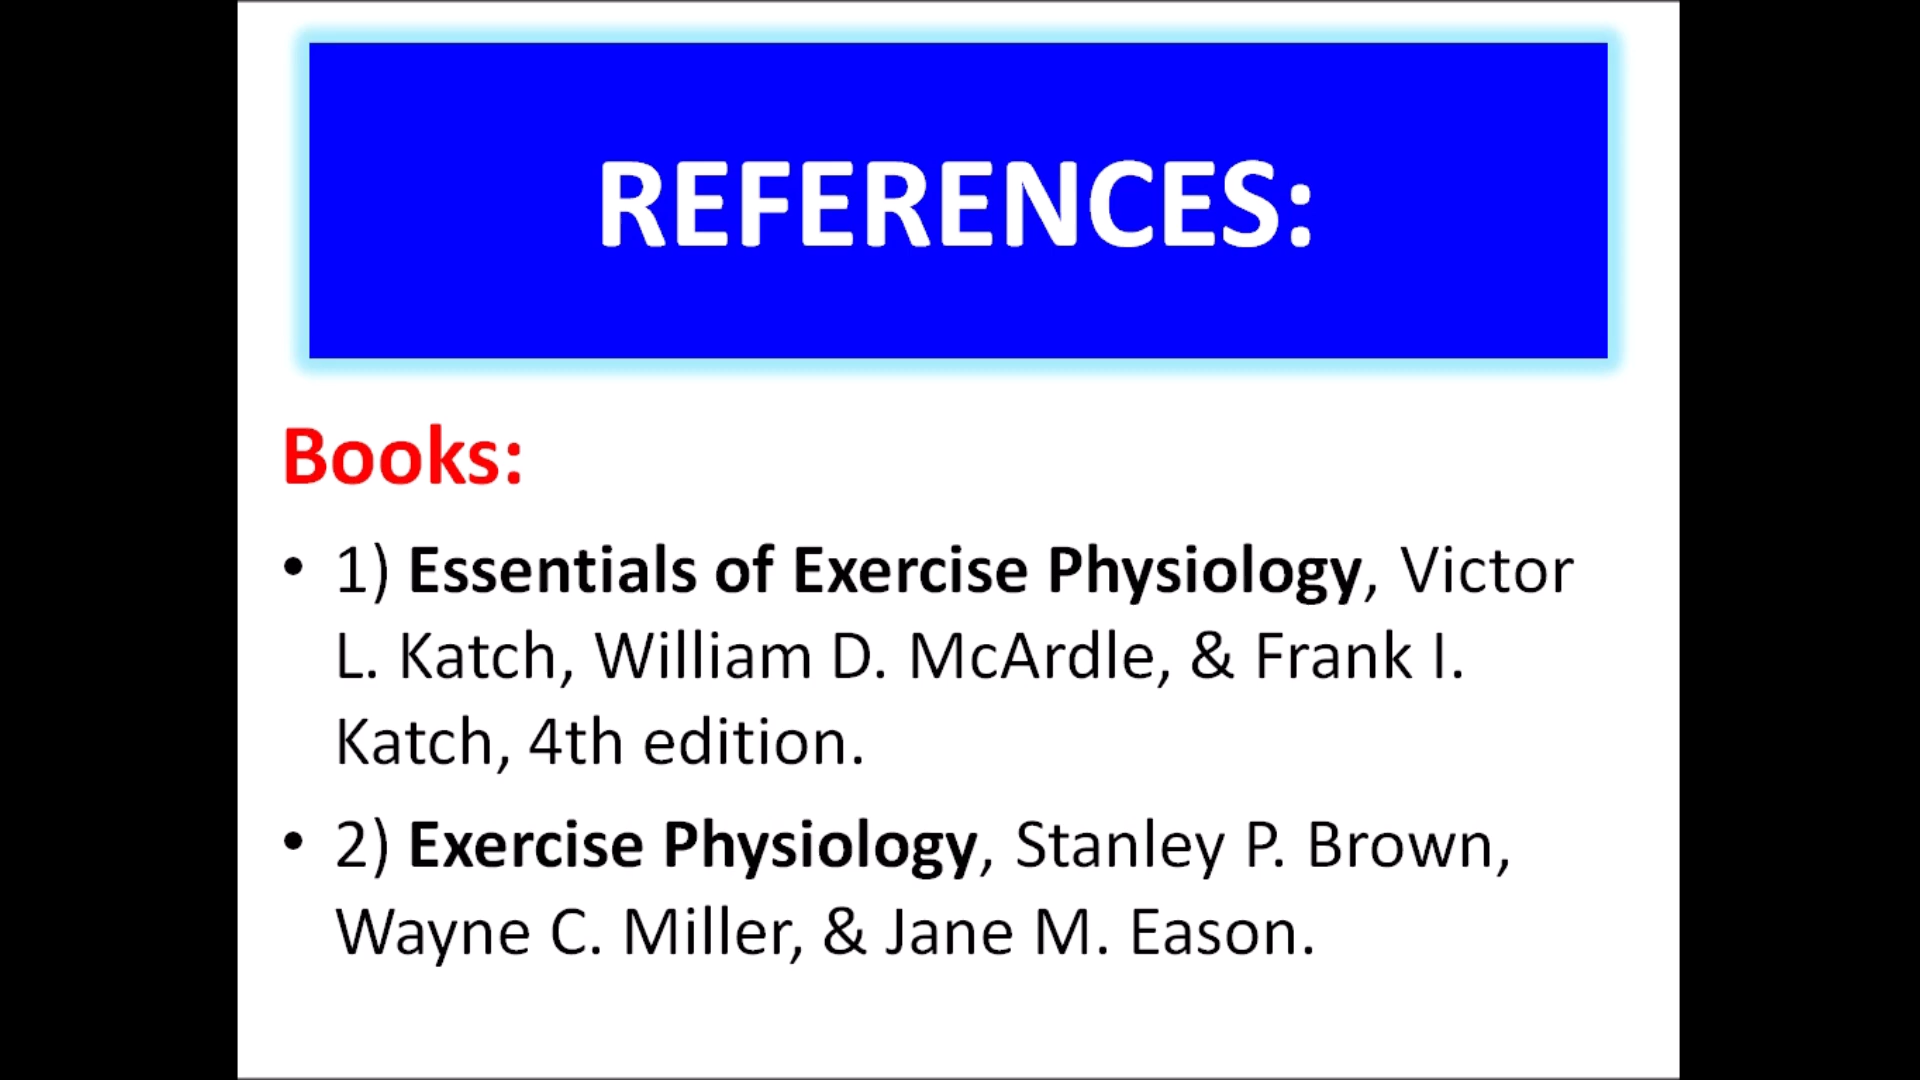 REFERENCES:
Books:
• 1) Essentials of Exercise Physiology, Victor
L. Katch, William D. McArdle, & Frank I.
Katch, 4th edition.
• 2) Exercise Physiology, Stanley P. Brown,
Wayne C. Miller, & Jane M. Eason.